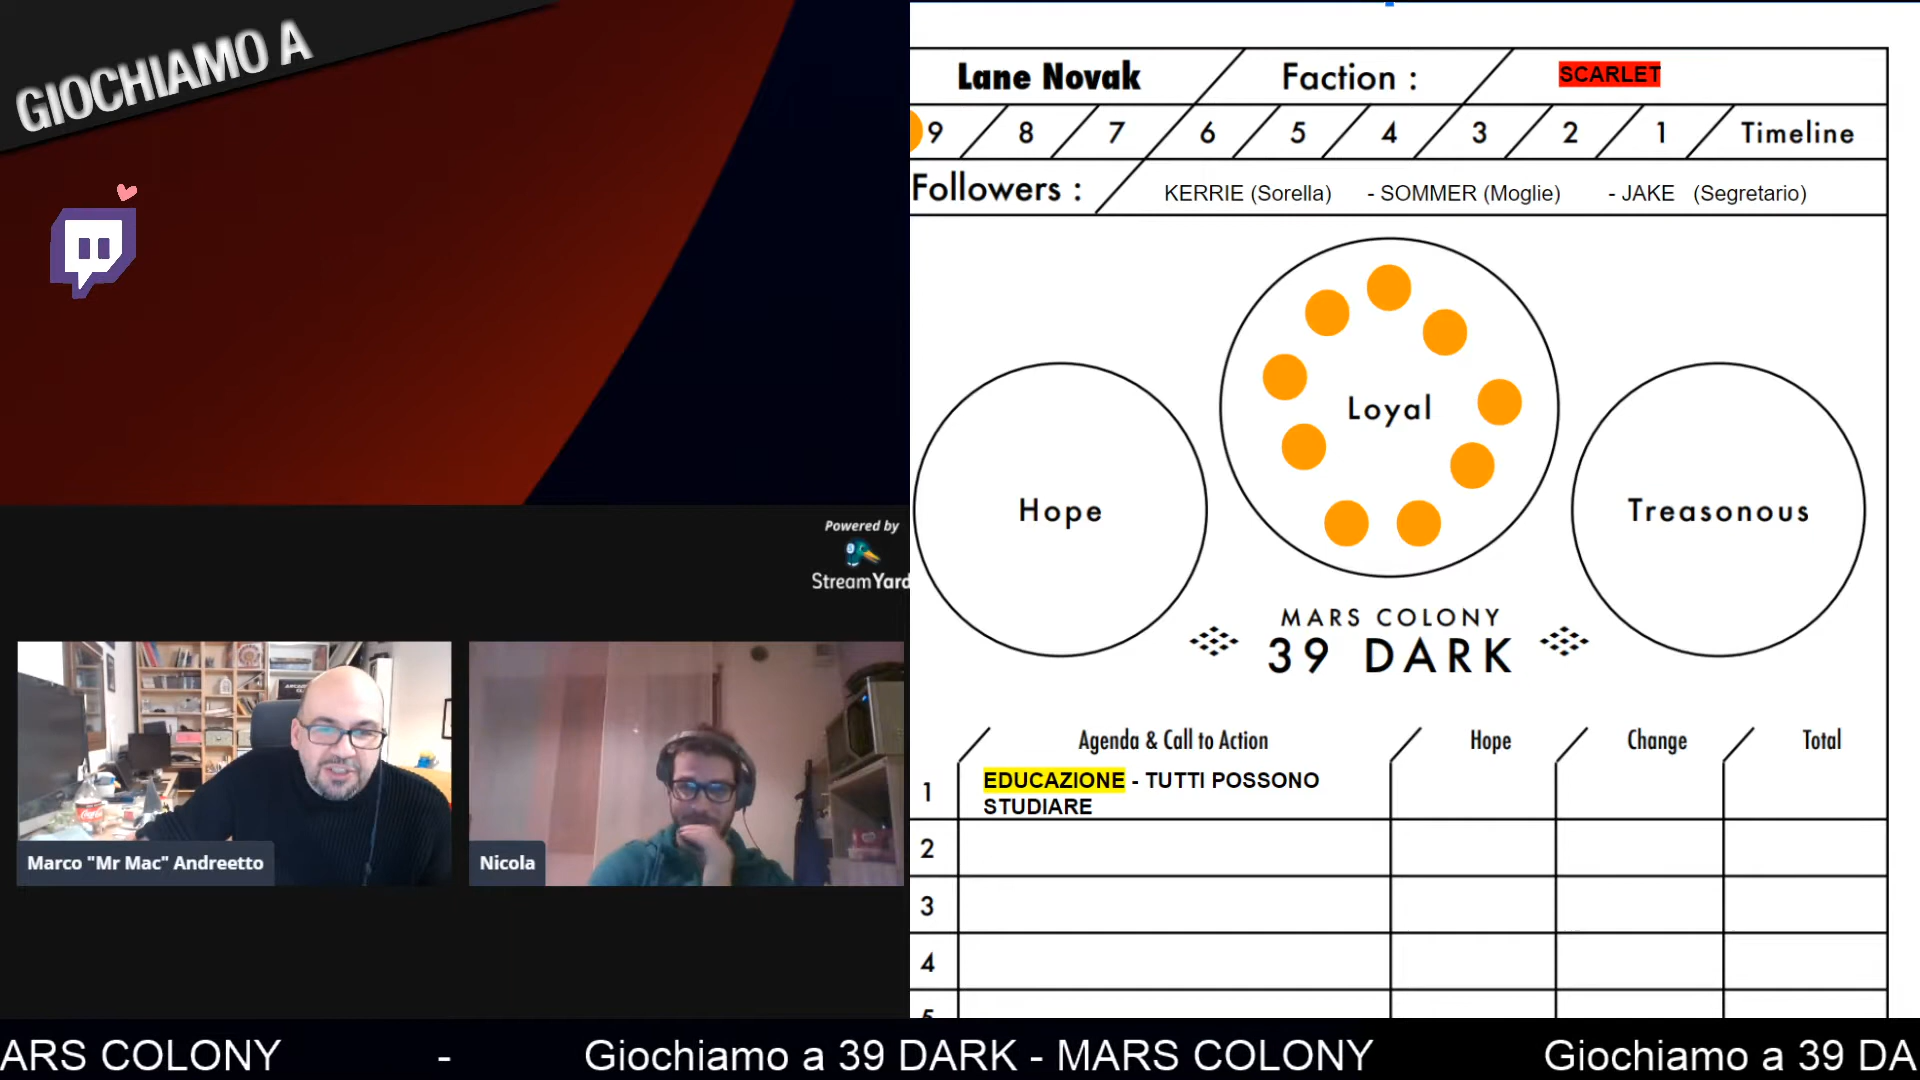 GIOCHIAMO A
Powered by
StreamYard
Marco "Mr Mac" Andreetto
Nicola
Lane Novak
Faction :
SCARLET
9
8
7
6
5
4
3
2
1
Timeline
Followers :
KERRIE (Sorella) - SOMMER (Moglie) - JAKE (Segretario)
Loyal
Hope
Treasonous
MARS COLONY
39 DARK
Agenda & Call to Action
Hope
Change
Total
1
EDUCAZIONE - TUTTI POSSONO
STUDIARE
2
3
4
5
ARS COLONY - Giochiamo a 39 DARK - MARS COLONY Giochiamo a 39 DA